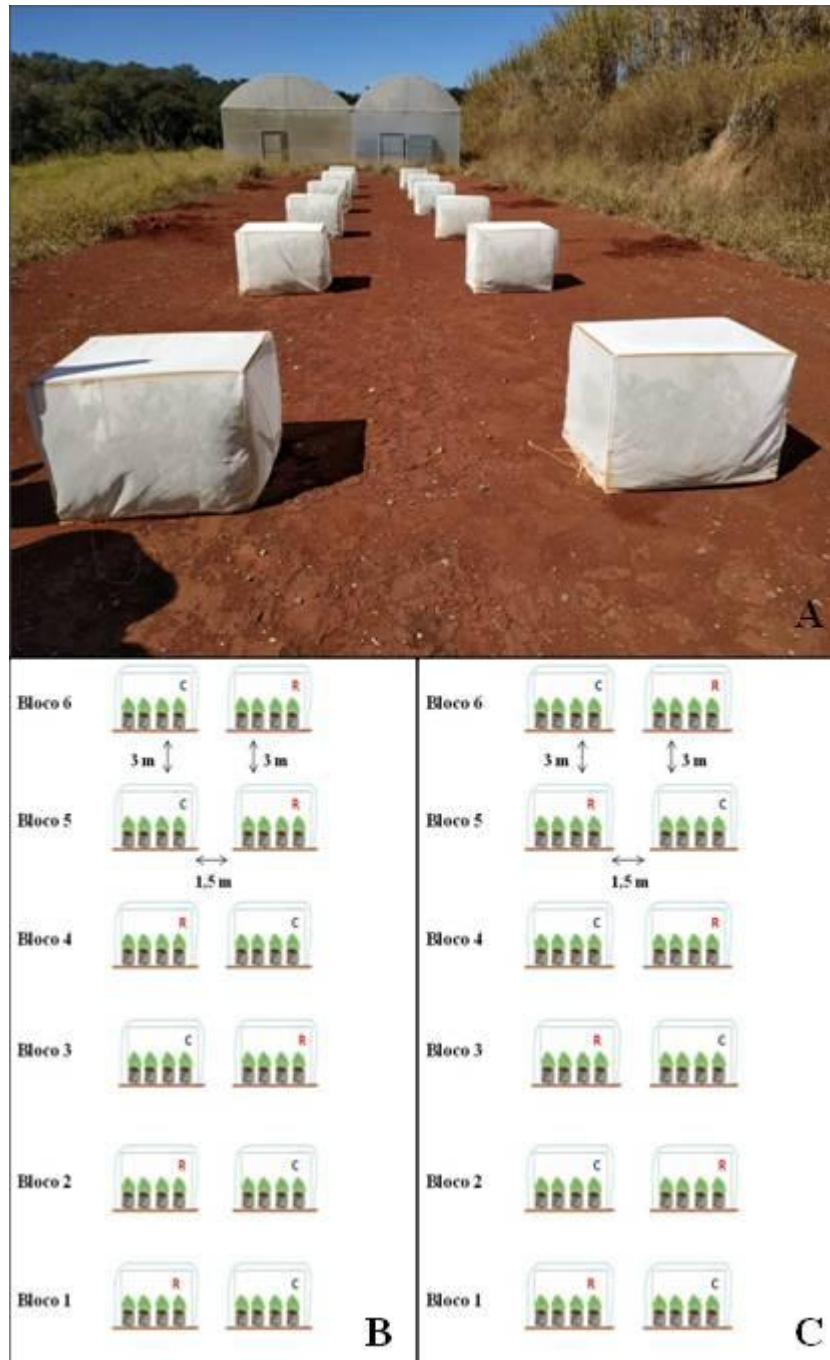 A
Bloco 6 C R
3 m 3 m
Bloco 5 C R
1,5 m
Bloco 4 R C
Bloco 3 C R
Bloco 2 R C
Bloco 1 R C
B
Bloco 6 C R
3 m 3 m
Bloco 5 R C
1,5 m
Bloco 4 C R
Bloco 3 R C
Bloco 2 C R
Bloco 1 R C
C